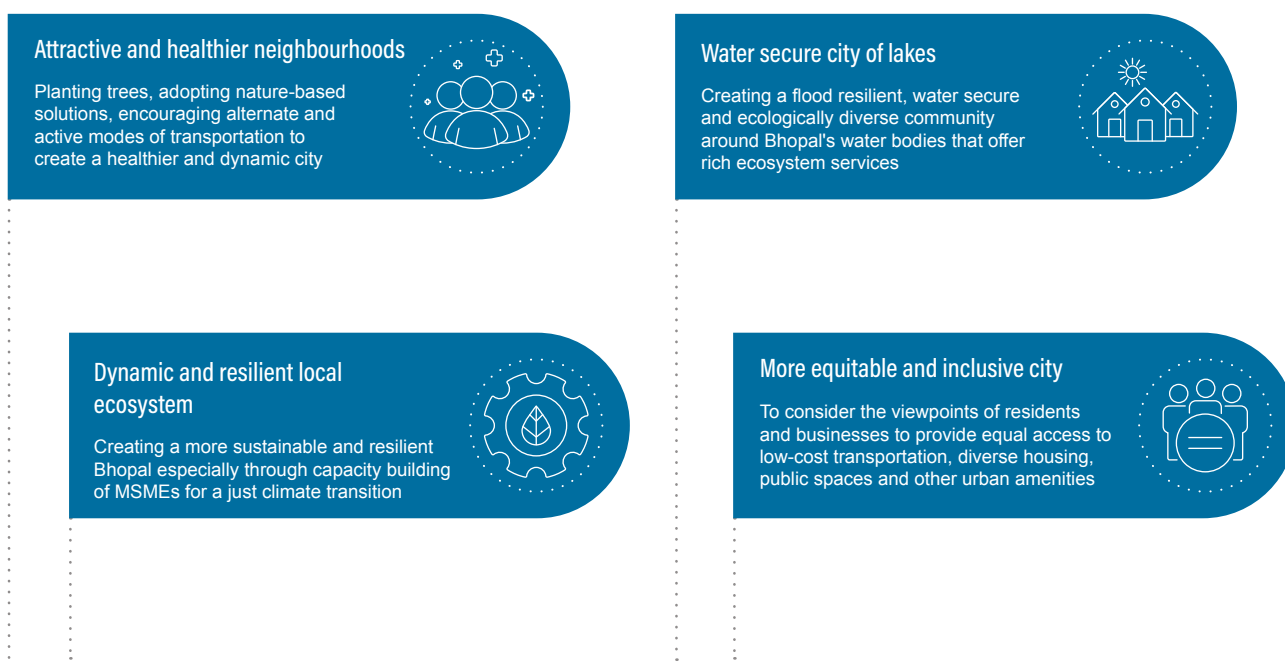 Attractive and healthier neighbourhoods
Planting trees, adopting nature-based
solutions, encouraging alternate and
active modes of transportation to
create a healthier and dynamic city
Water secure city of lakes
Creating a flood resilient, water secure
and ecologically diverse community
around Bhopal's water bodies that offer
rich ecosystem services
Dynamic and resilient local
ecosystem
Creating a more sustainable and resilient
Bhopal especially through capacity building
of MSMEs for a just climate transition
More equitable and inclusive city
To consider the viewpoints of residents
and businesses to provide equal access to
low-cost transportation, diverse housing,
public spaces and other urban amenities